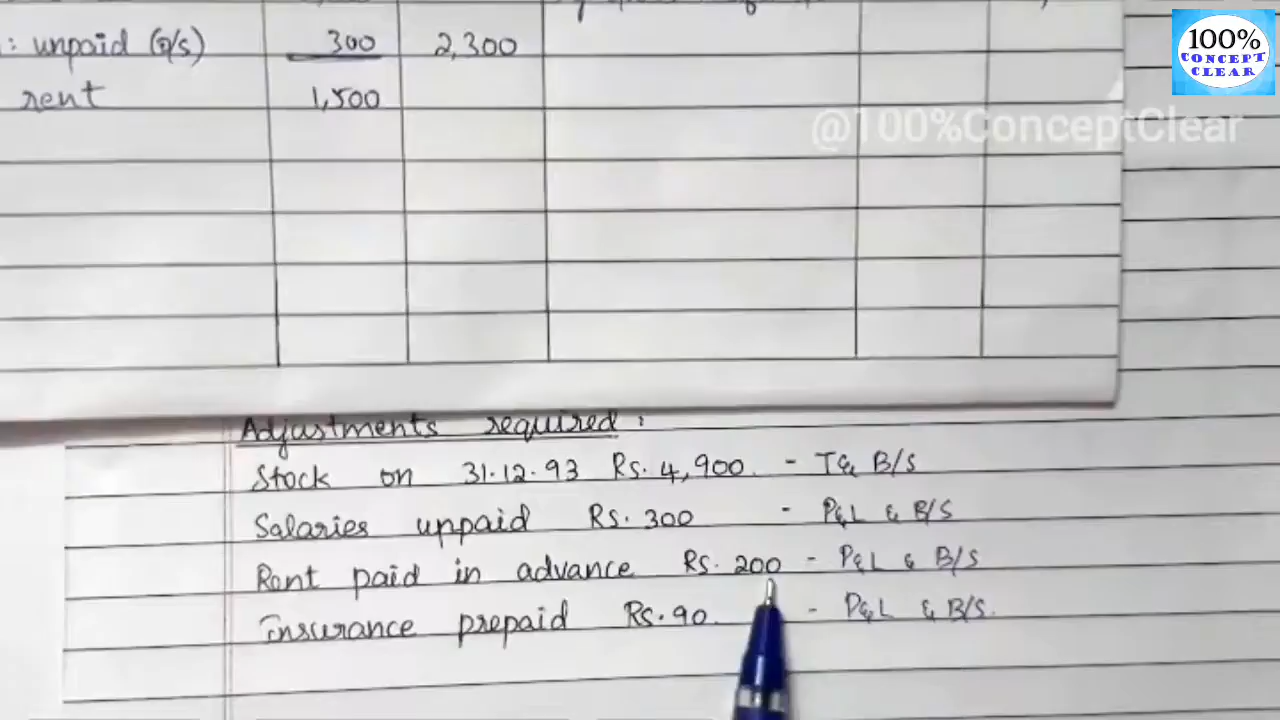 : unpaid (o/s) 300 2,300
rent 1,500
100%
CONCEPT
CLEAR
@100%ConceptClear
Adjustments required :
Stock on 31.12.93 Rs. 4,900. - T& B/S
Salaries unpaid Rs. 300 - P&L & B/S
Rent paid in advance Rs. 200 - P&L & B/S
Insurance prepaid Rs. 90. - P&L & B/S.